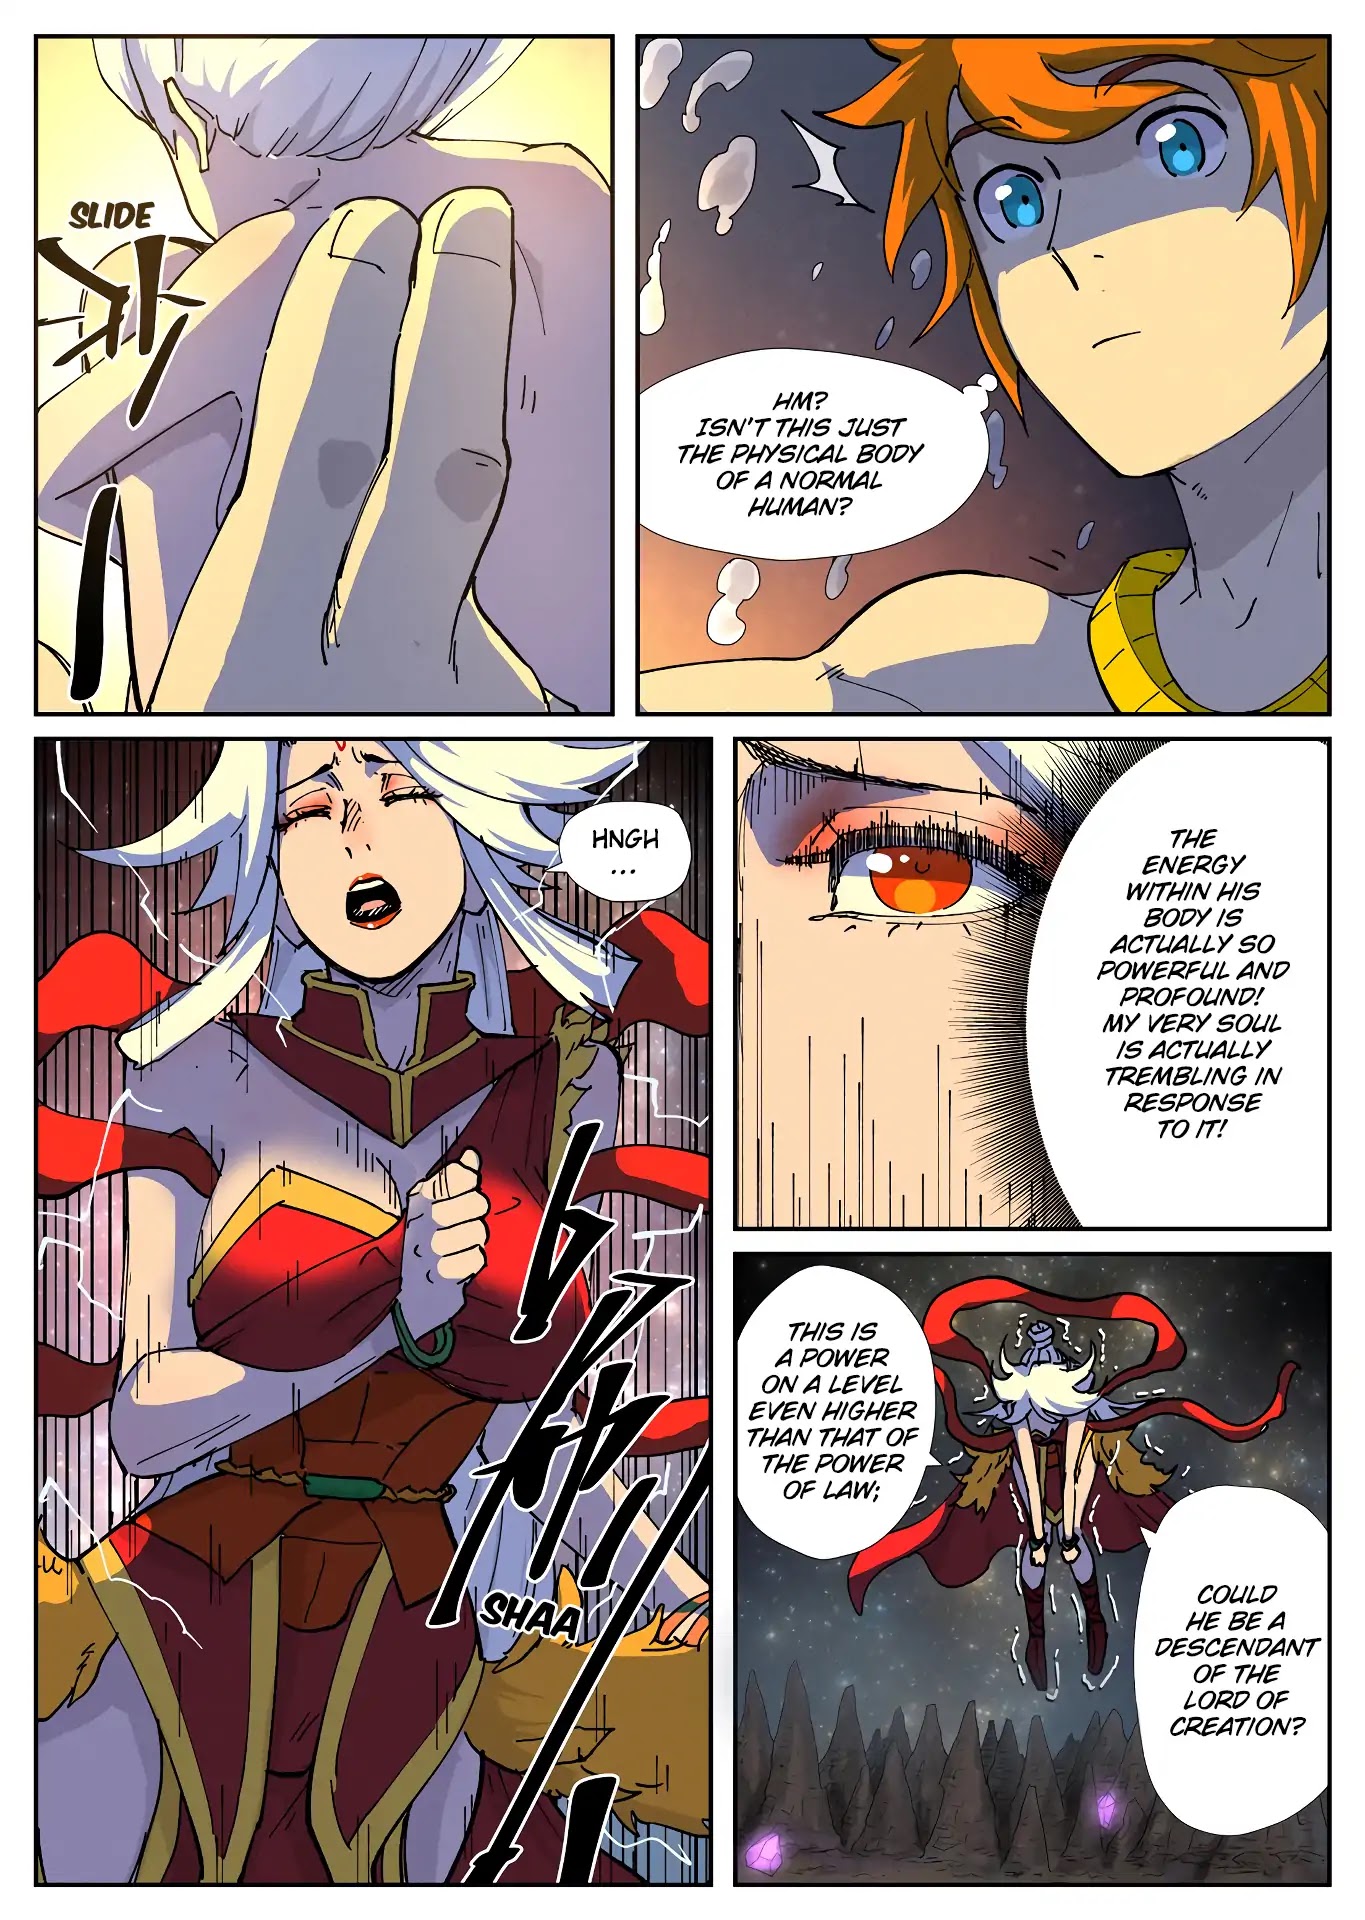 SLIDE
HM?
ISN'T THIS JUST
THE PHYSICAL BODY
OF A NORMAL
HUMAN?
HNGH
...
SHAA
THE
ENERGY
WITHIN HIS
BODY IS
ACTUALLY SO
POWERFUL AND
PROFOUND!
MY VERY SOUL
IS ACTUALLY
TREMBLING IN
RESPONSE
TO IT!
THIS IS
A POWER
ON A LEVEL
EVEN HIGHER
THAN THAT OF
THE POWER
OF LAW;
COULD
HE BE A
DESCENDANT
OF THE
LORD OF
CREATION?